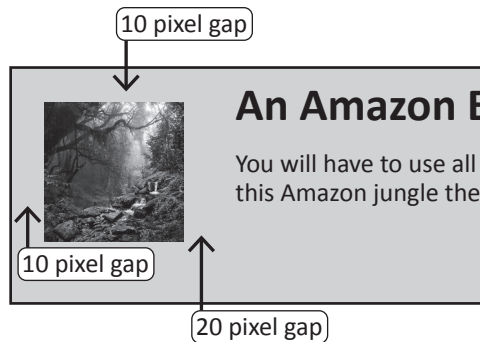 10 pixel gap
An Amazon
You will have to use all
this Amazon jungle the
10 pixel gap
20 pixel gap